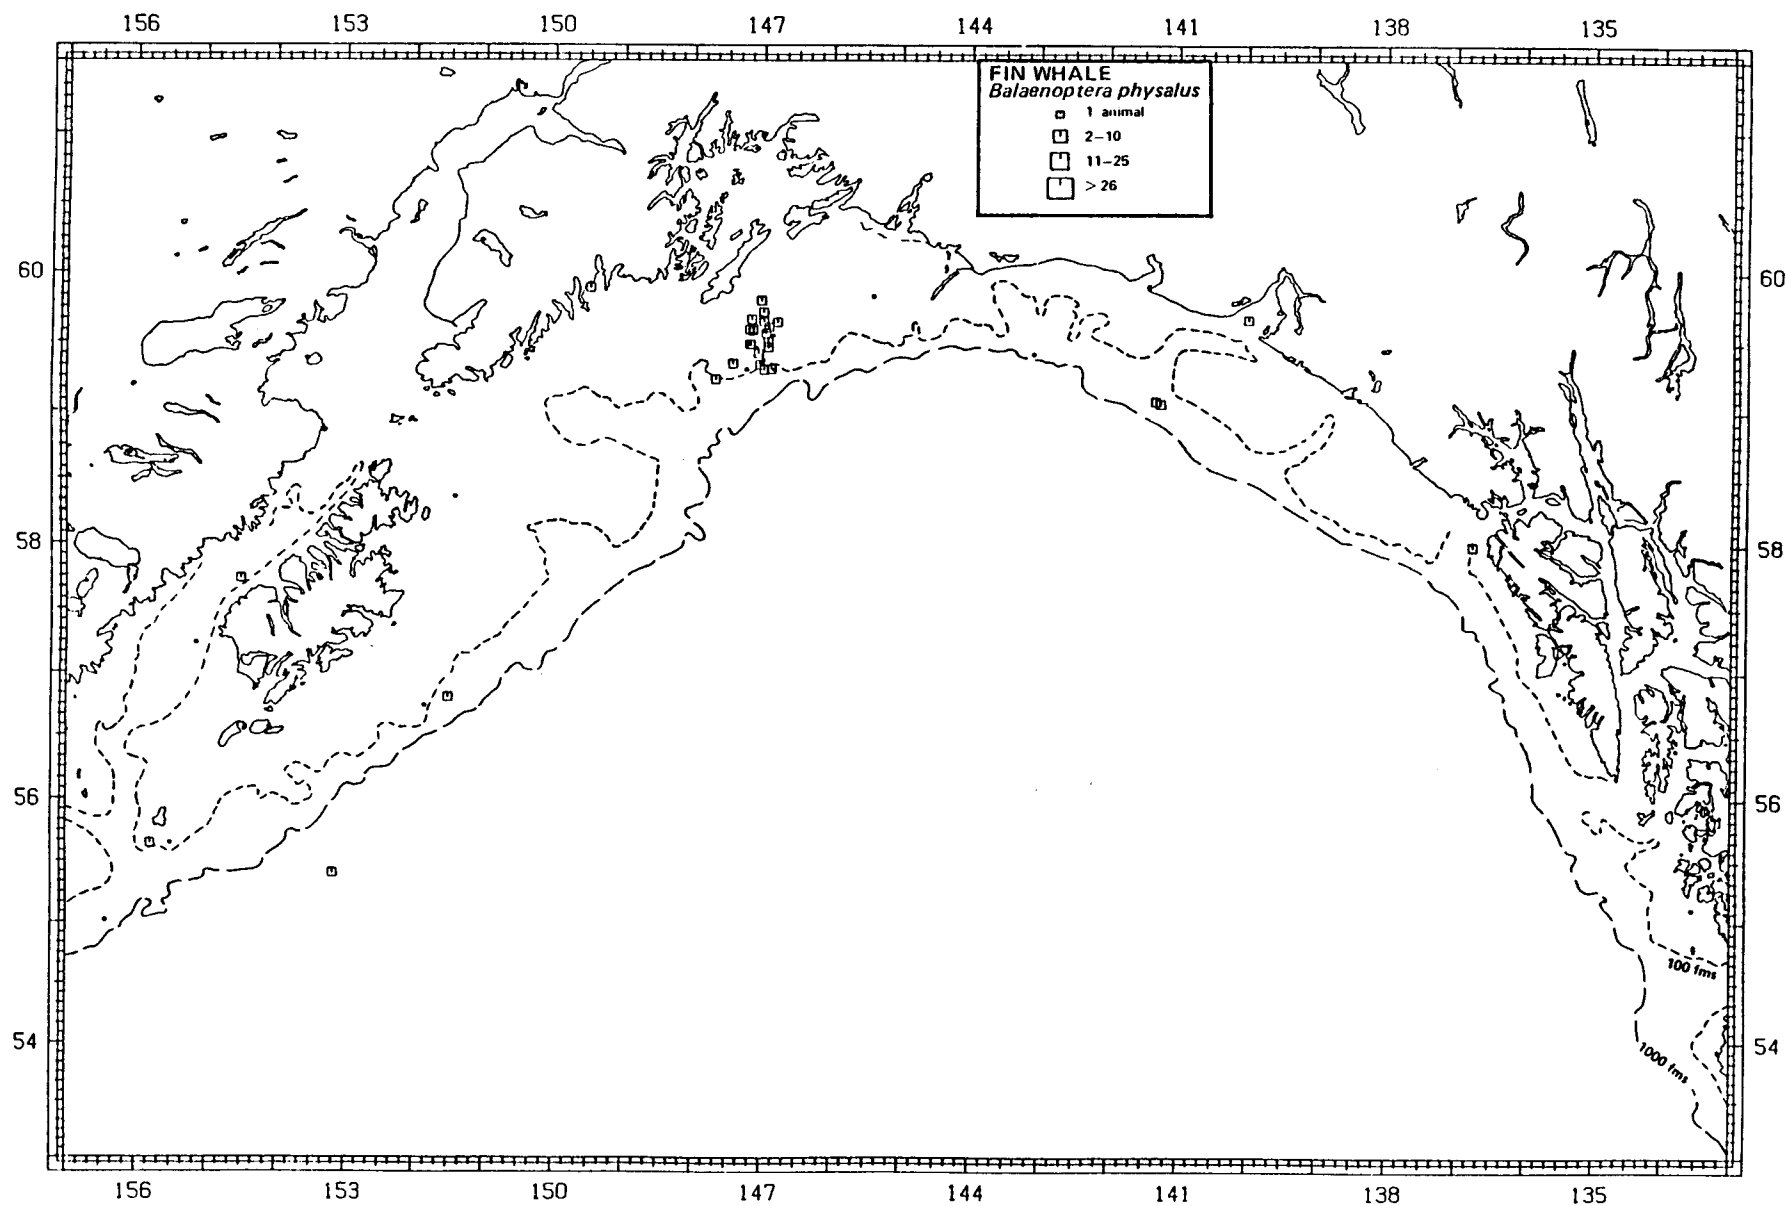 156 153 150 147 144 141 138 135
FIN WHALE
Balaenoptera physalus
1 animal
2–10
11–25
> 26
60 60
58 58
56 56
100 fms
54 54
1000 fms
156 153 150 147 144 141 138 135